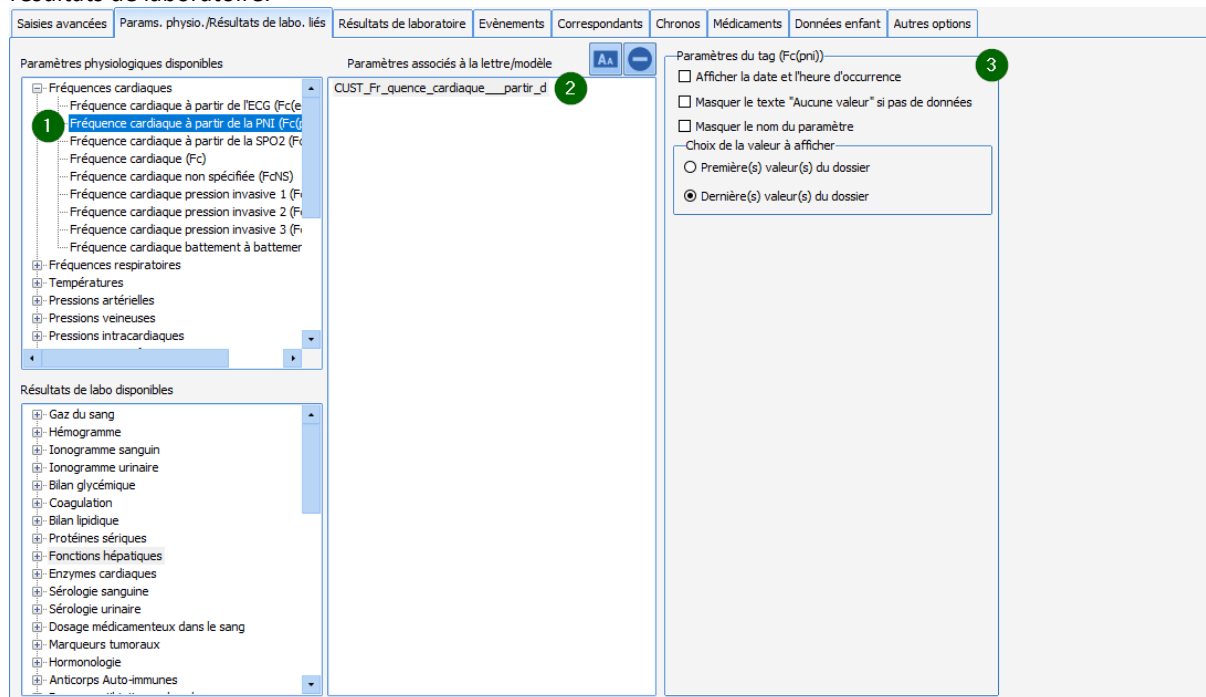 résultats de laboratoire.
Saisies avancées
Params. physio./Résultats de labo. liés
Résultats de laboratoire
Evènements
Correspondants
Chronos
Médicaments
Données enfant
Autres options
Paramètres physiologiques disponibles
Fréquences cardiaques
Fréquence cardiaque à partir de l'ECG (Fc(e
1
Fréquence cardiaque à partir de la PNI (Fc(p
Fréquence cardiaque à partir de la SPO2 (Fc
Fréquence cardiaque (Fc)
Fréquence cardiaque non spécifiée (FcNS)
Fréquence cardiaque pression invasive 1 (F
Fréquence cardiaque pression invasive 2 (F
Fréquence cardiaque pression invasive 3 (F
Fréquence cardiaque battement à battemer
Fréquences respiratoires
Températures
Pressions artérielles
Pressions veineuses
Pressions intracardiaques
Résultats de labo disponibles
Gaz du sang
Hémogramme
Ionogramme sanguin
Ionogramme urinaire
Bilan glycémique
Coagulation
Bilan lipidique
Protéines sériques
Fonctions hépatiques
Enzymes cardiaques
Sérologie sanguine
Sérologie urinaire
Dosage médicamenteux dans le sang
Marqueurs tumoraux
Hormonologie
Anticorps Auto-immunes
Paramètres associés à la lettre/modèle
AA
CUST_Fr_quence_cardiaque___partir_d
2
Paramètres du tag (Fc(pni))
3
Afficher la date et l'heure d'occurrence
Masquer le texte "Aucune valeur" si pas de données
Masquer le nom du paramètre
Choix de la valeur à afficher
Première(s) valeur(s) du dossier
Dernière(s) valeur(s) du dossier